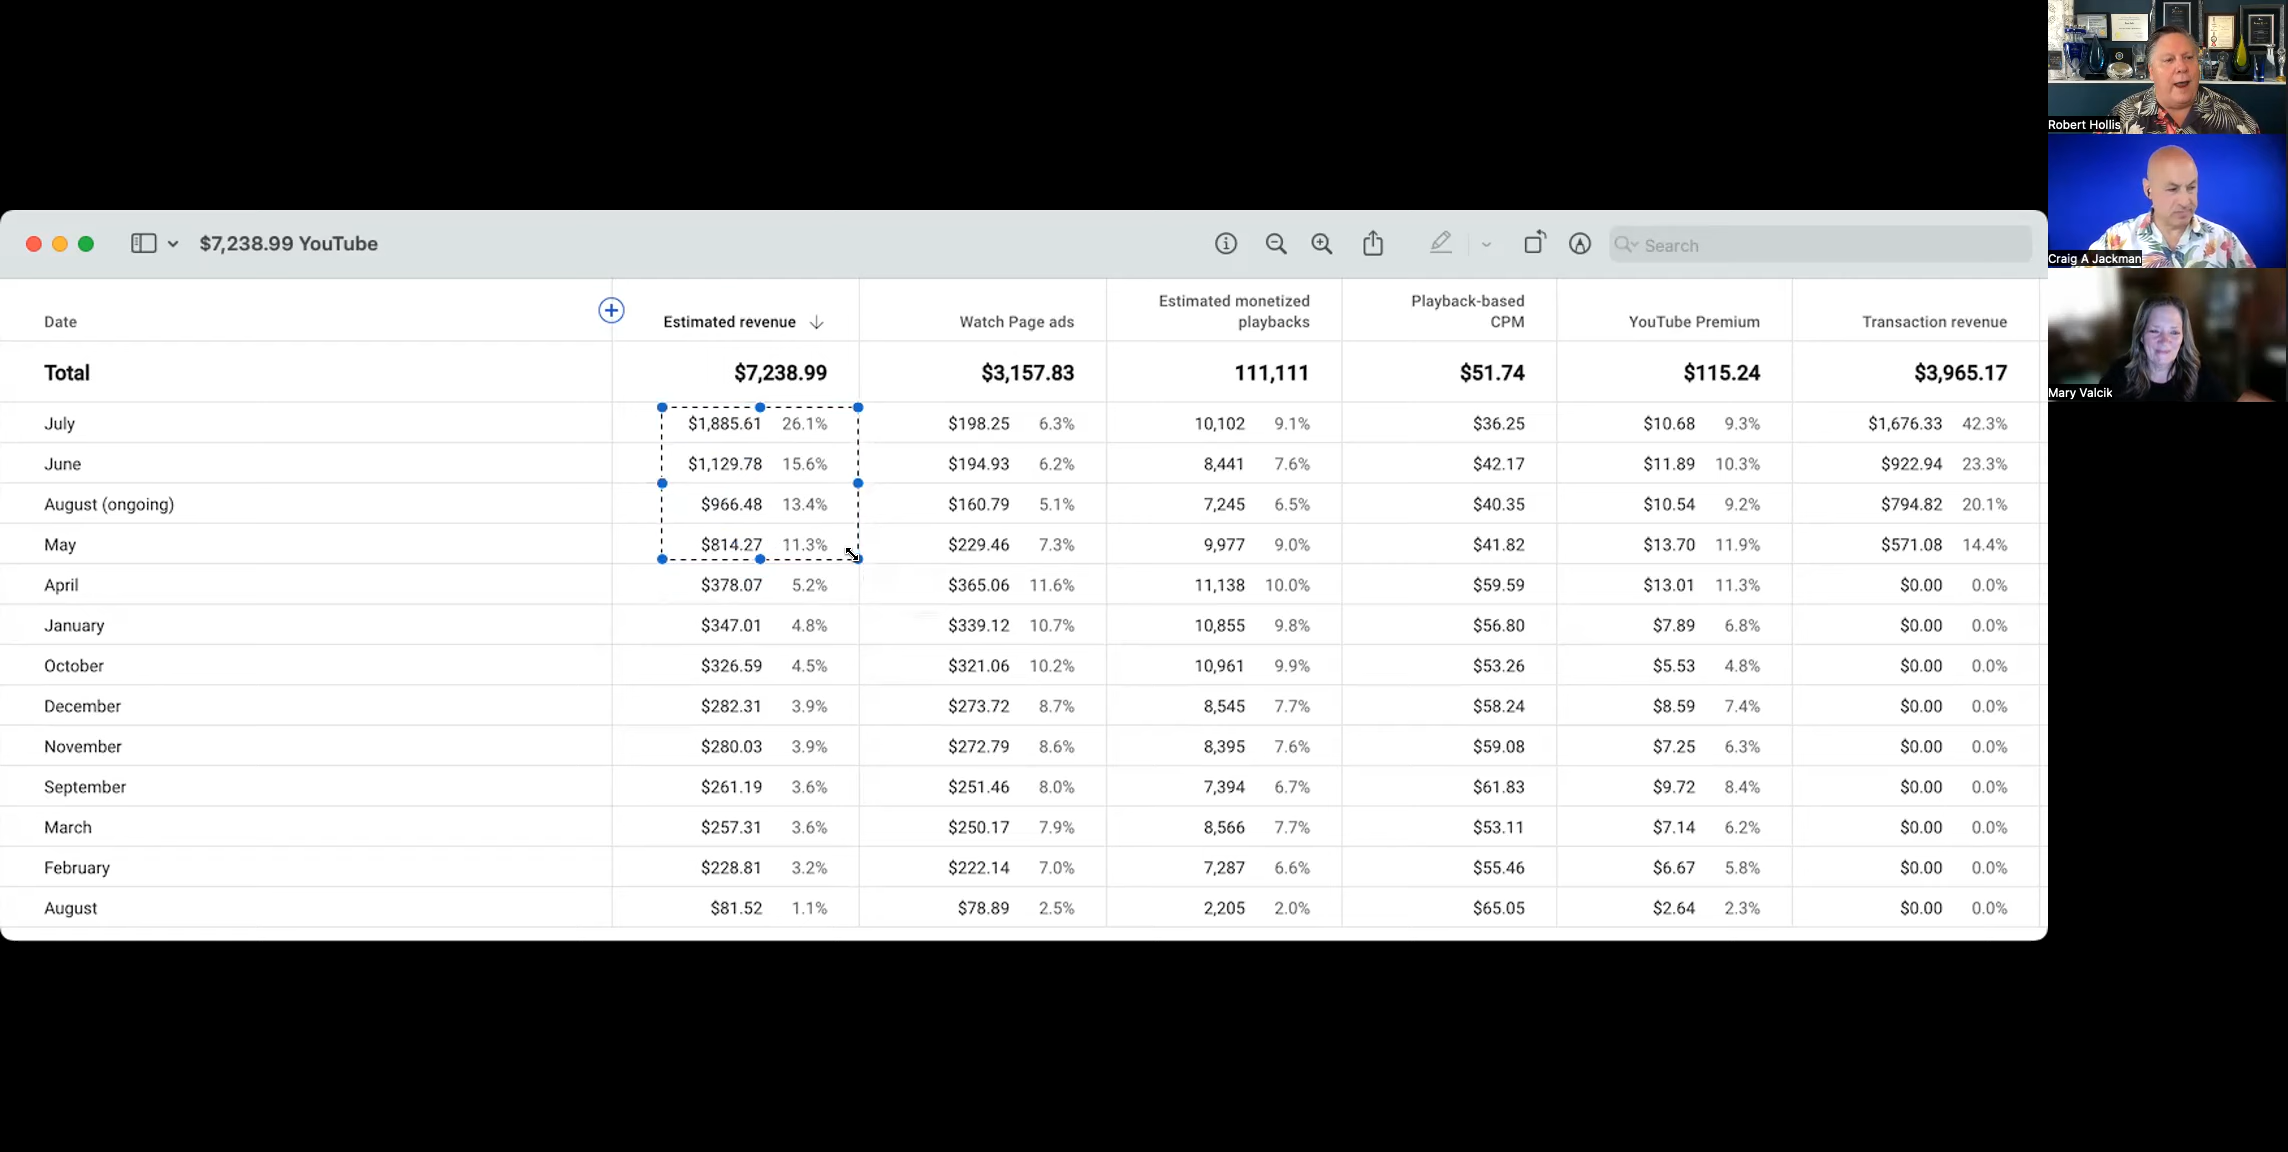 $7,238.99 YouTube
Search
Date
Estimated revenue
Watch Page ads
Estimated monetized
playbacks
Playback-based
CPM
YouTube Premium
Transaction revenue
Total $7,238.99 $3,157.83 111,111 $51.74 $115.24 $3,965.17
July $1,885.61 26.1% $198.25 6.3% 10,102 9.1% $36.25 $10.68 9.3% $1,676.33 42.3%
June $1,129.78 15.6% $194.93 6.2% 8,441 7.6% $42.17 $11.89 10.3% $922.94 23.3%
August (ongoing) $966.48 13.4% $160.79 5.1% 7,245 6.5% $40.35 $10.54 9.2% $794.82 20.1%
May $814.27 11.3% $229.46 7.3% 9,977 9.0% $41.82 $13.70 11.9% $571.08 14.4%
April $378.07 5.2% $365.06 11.6% 11,138 10.0% $59.59 $13.01 11.3% $0.00 0.0%
January $347.01 4.8% $339.12 10.7% 10,855 9.8% $56.80 $7.89 6.8% $0.00 0.0%
October $326.59 4.5% $321.06 10.2% 10,961 9.9% $53.26 $5.53 4.8% $0.00 0.0%
December $282.31 3.9% $273.72 8.7% 8,545 7.7% $58.24 $8.59 7.4% $0.00 0.0%
November $280.03 3.9% $272.79 8.6% 8,395 7.6% $59.08 $7.25 6.3% $0.00 0.0%
September $261.19 3.6% $251.46 8.0% 7,394 6.7% $61.83 $9.72 8.4% $0.00 0.0%
March $257.31 3.6% $250.17 7.9% 8,566 7.7% $53.11 $7.14 6.2% $0.00 0.0%
February $228.81 3.2% $222.14 7.0% 7,287 6.6% $55.46 $6.67 5.8% $0.00 0.0%
August $81.52 1.1% $78.89 2.5% 2,205 2.0% $65.05 $2.64 2.3% $0.00 0.0%
Robert Hollis
Craig A Jackman
Mary Valcik